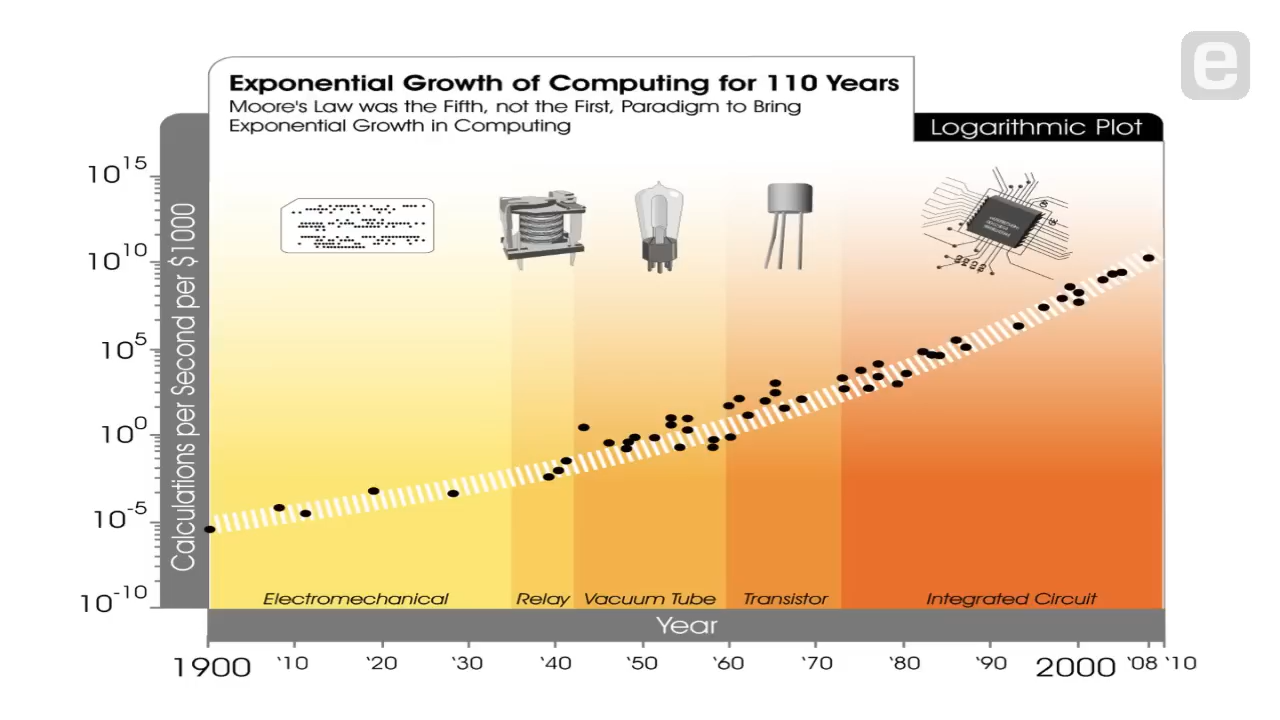 e
Exponential Growth of Computing for 110 Years
Moore's Law was the Fifth, not the First, Paradigm to Bring
Exponential Growth in Computing
Logarithmic Plot
10^15
10^10
10^5
10^0
10^-5
10^-10
Calculations per Second per $1000
Electromechanical
Relay
Vacuum Tube
Transistor
Integrated Circuit
Year
1900 '10 '20 '30 '40 '50 '60 '70 '80 '90 2000 '08 '10